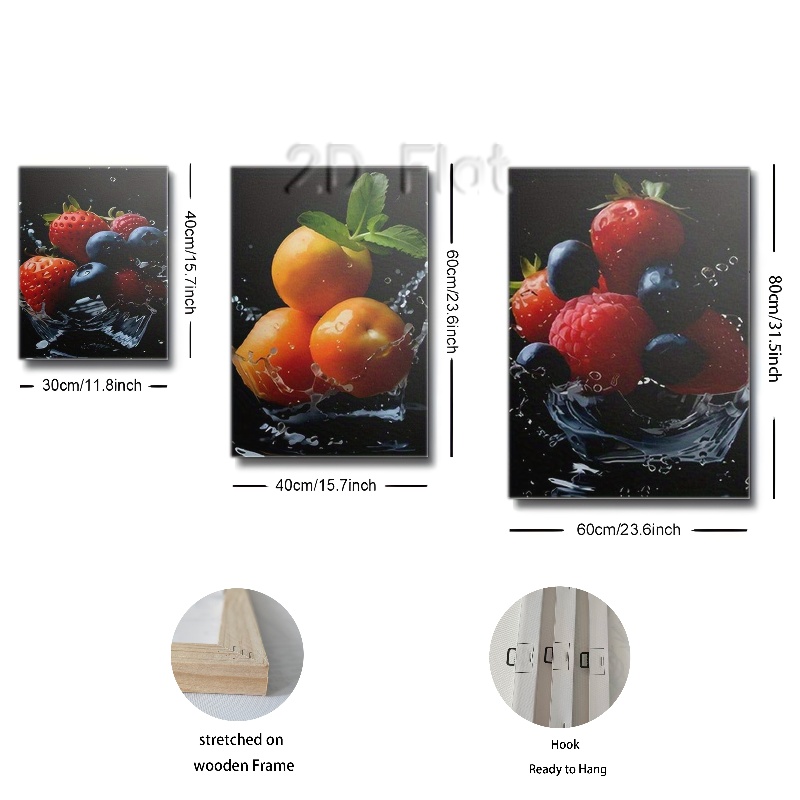 2D Flat
40cm/15.7inch
60cm/23.6inch
80cm/31.5inch
30cm/11.8inch
40cm/15.7inch
60cm/23.6inch
stretched on
wooden Frame
Hook
Ready to Hang